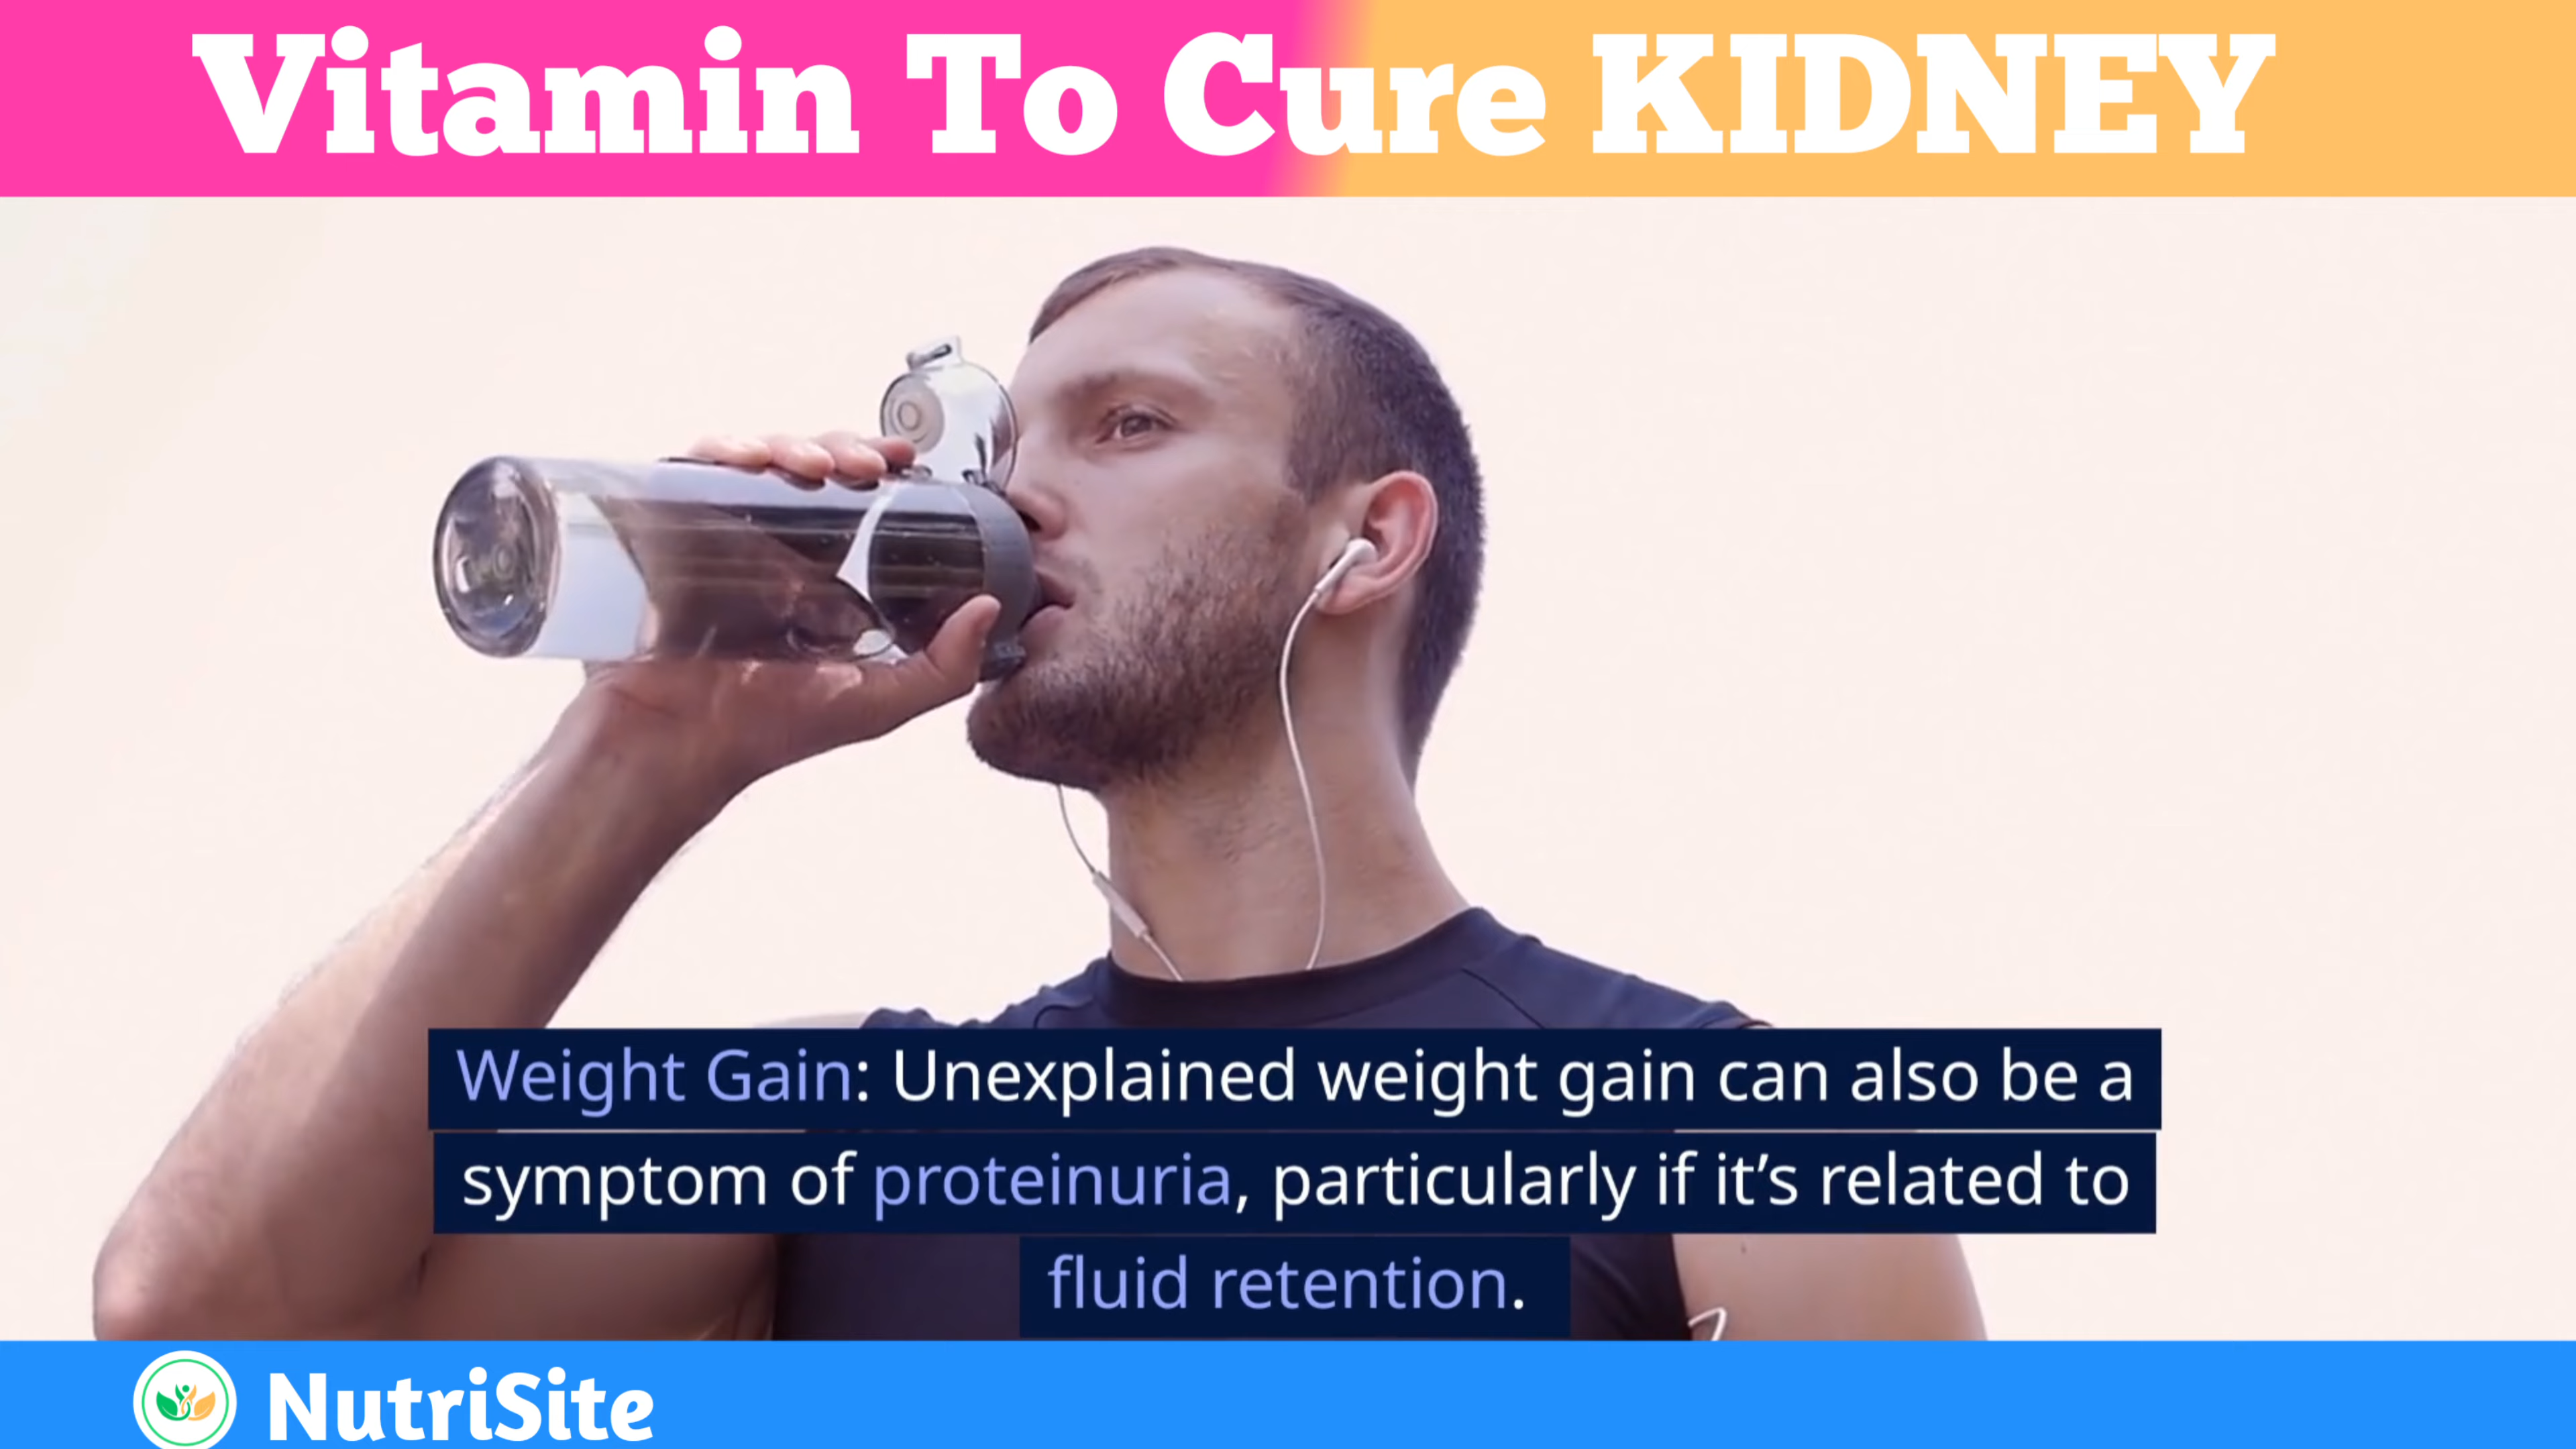 Vitamin To Cure KIDNEY
Weight Gain: Unexplained weight gain can also be a
symptom of proteinuria, particularly if it’s related to
fluid retention.
NutriSite